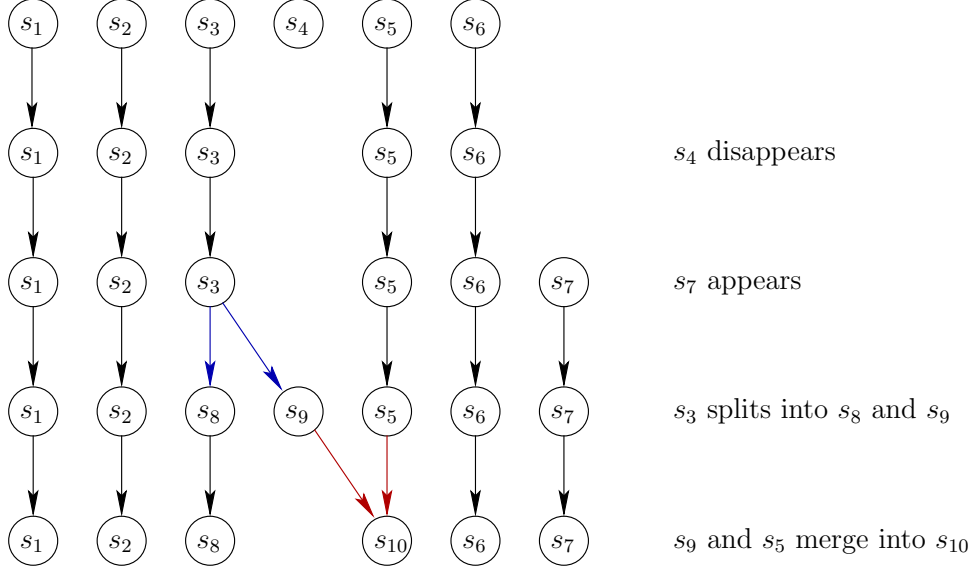 s1 s2 s3 s4 s5 s6
s1 s2 s3 s5 s6 s4 disappears
s1 s2 s3 s5 s6 s7 s7 appears
s1 s2 s8 s9 s5 s6 s7 s3 splits into s8 and s9
s1 s2 s8 s10 s6 s7 s9 and s5 merge into s10